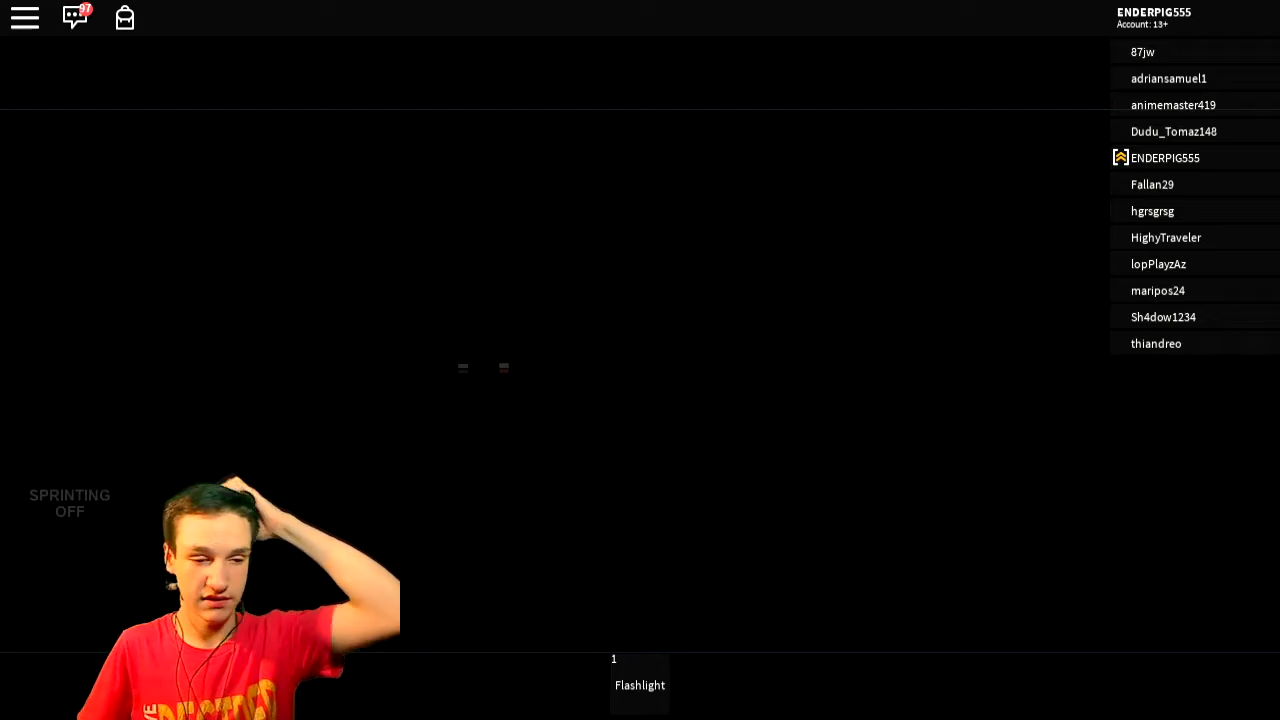 97
ENDERPIG555
Account: 13+
87jw
adriansamuel1
animemaster419
Dudu_Tomaz148
ENDERPIG555
Fallan29
hgrsgrsg
HighyTraveler
lopPlayzAz
maripos24
Sh4dow1234
thiandreo
SPRINTING
OFF
1
Flashlight